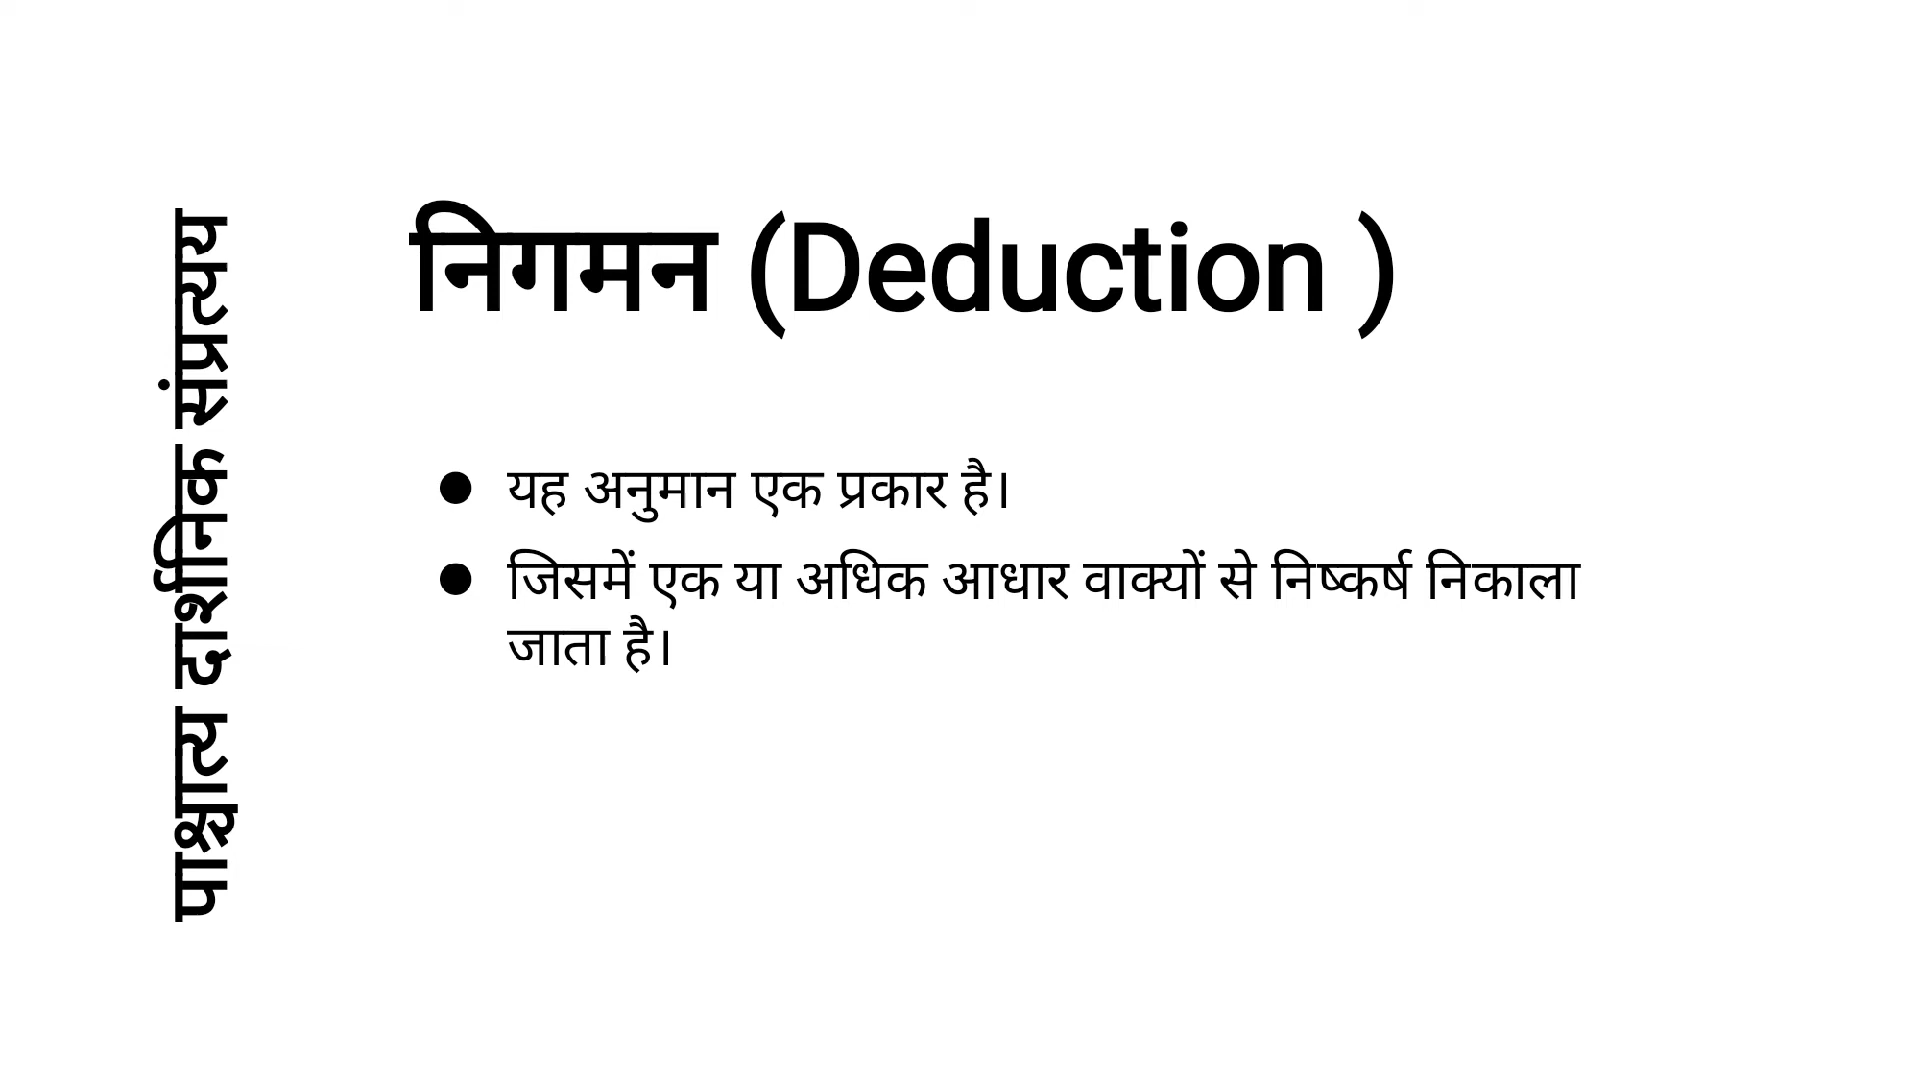 पाश्चात्य दार्शनिक संप्रत्यय
निगमन (Deduction )
● यह अनुमान एक प्रकार है।
● जिसमें एक या अधिक आधार वाक्यों से निष्कर्ष निकाला
जाता है।